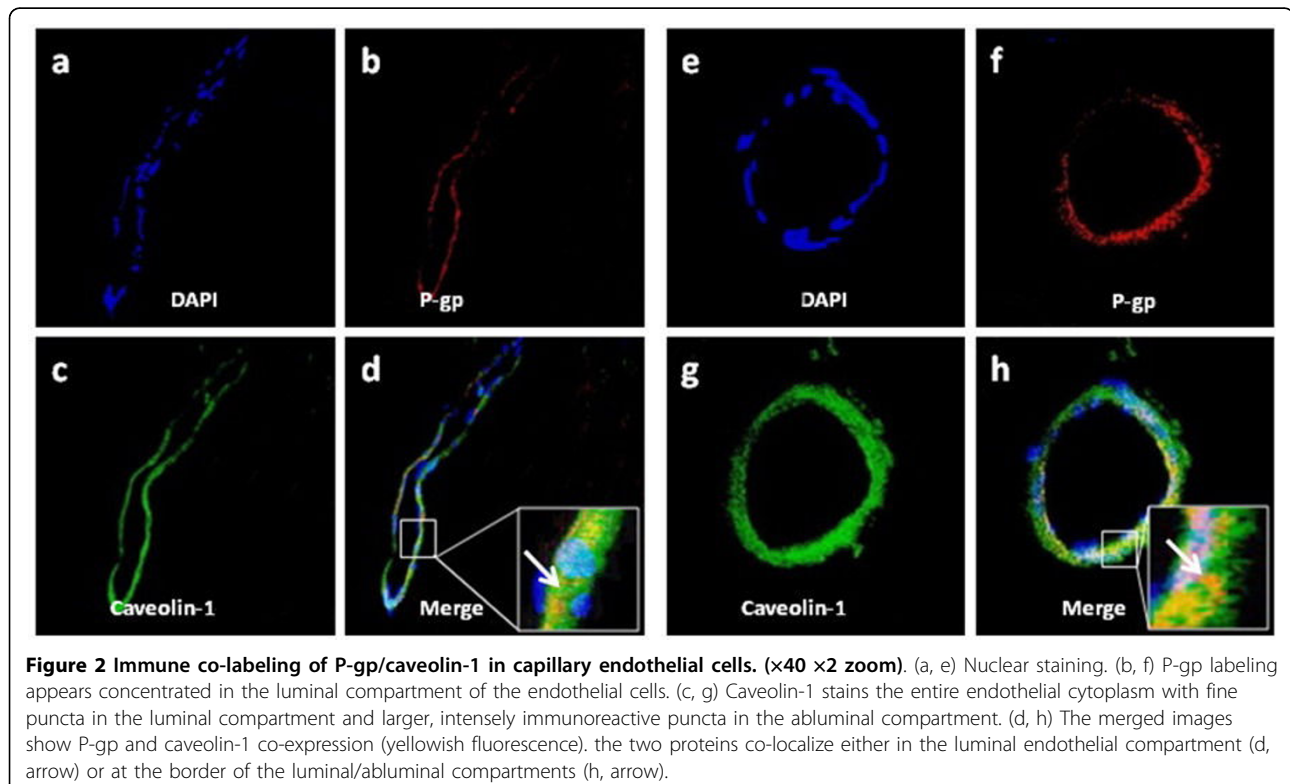 a
b
e
f
DAPI
P-gp
DAPI
P-gp
c
d
g
h
Caveolin-1
Merge
Caveolin-1
Merge
Figure 2 Immune co-labeling of P-gp/caveolin-1 in capillary endothelial cells. (×40 ×2 zoom). (a, e) Nuclear staining. (b, f) P-gp labeling
appears concentrated in the luminal compartment of the endothelial cells. (c, g) Caveolin-1 stains the entire endothelial cytoplasm with fine
puncta in the luminal compartment and larger, intensely immunoreactive puncta in the abluminal compartment. (d, h) The merged images
show P-gp and caveolin-1 co-expression (yellowish fluorescence). the two proteins co-localize either in the luminal endothelial compartment (d,
arrow) or at the border of the luminal/abluminal compartments (h, arrow).